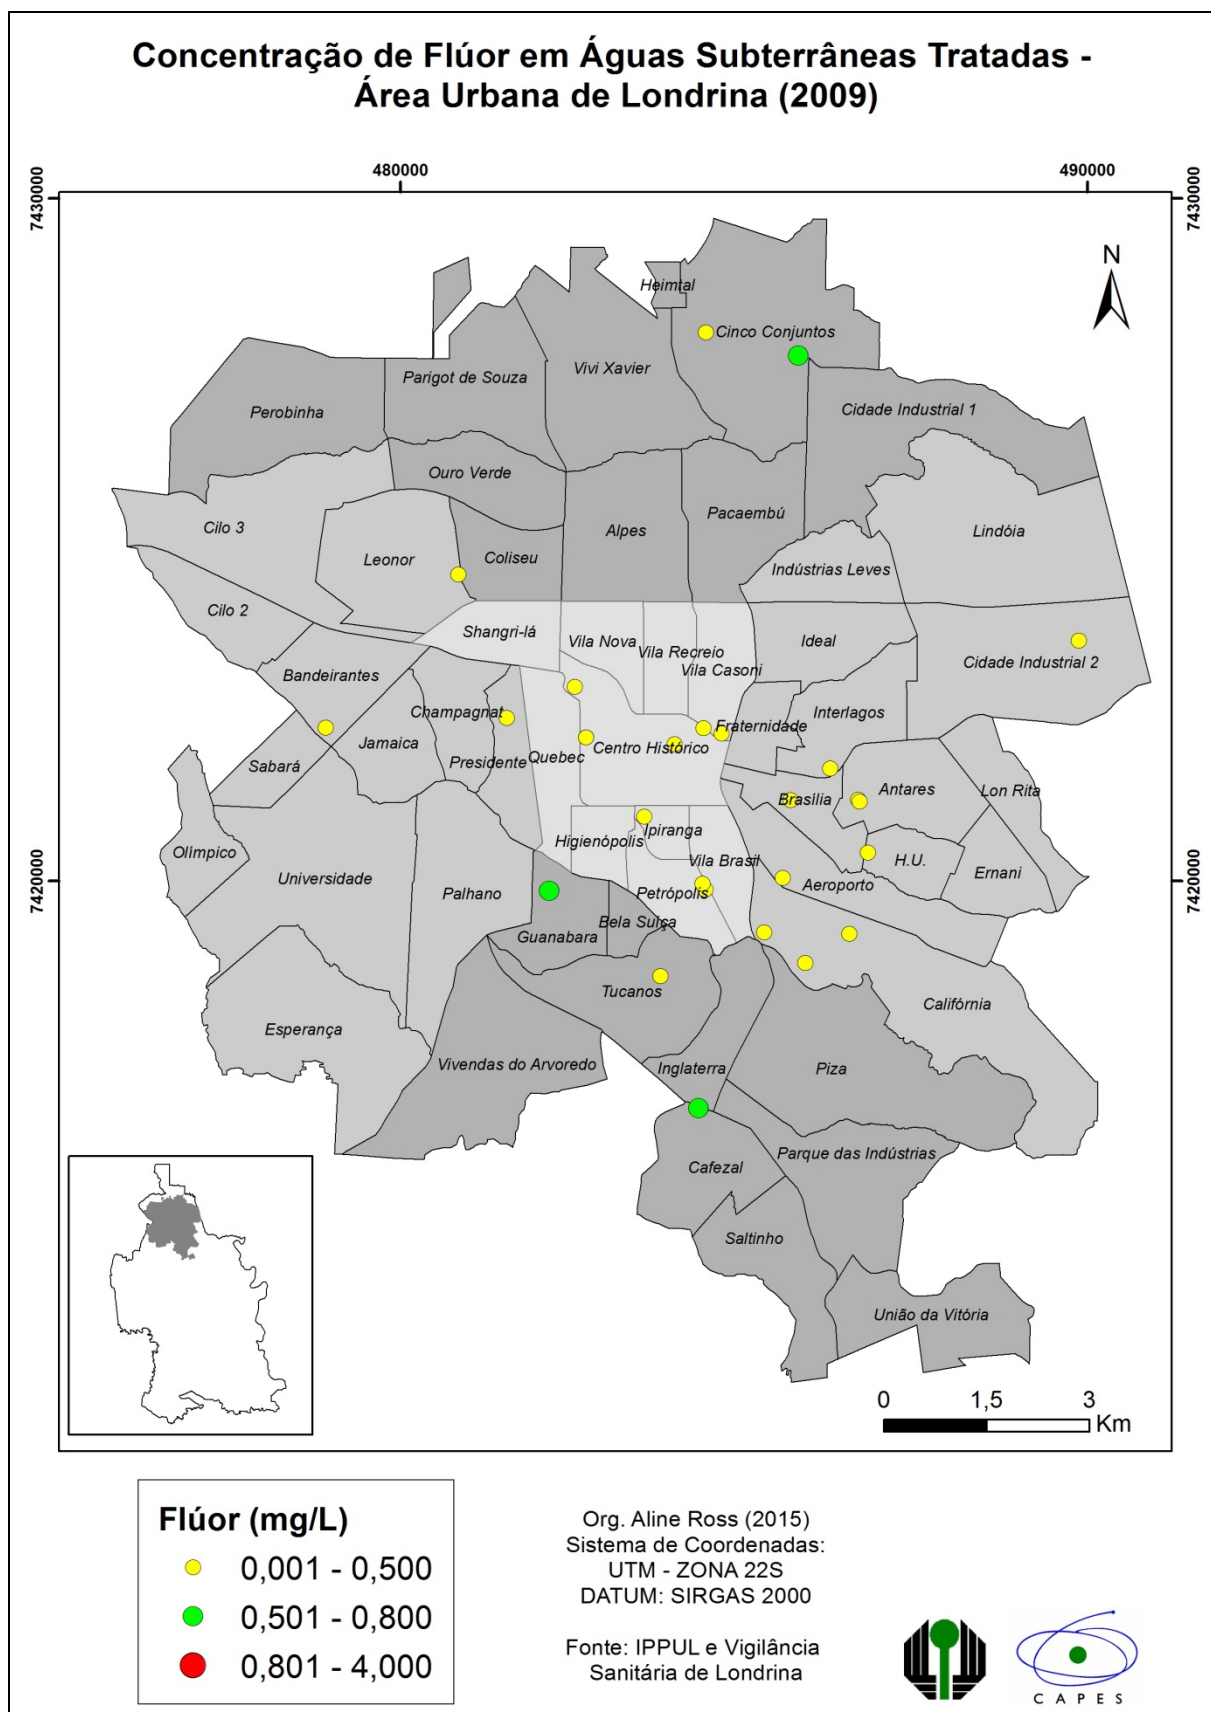 Concentração de Flúor em Águas Subterrâneas Tratadas -
Área Urbana de Londrina (2009)
480000
490000
7430000
7430000
N
Heimtal
Cinco Conjuntos
Vivi Xavier
Parigot de Souza
Perobinha
Cidade Industrial 1
Ouro Verde
Pacaembú
Cilo 3
Alpes
Lindóia
Leonor
Coliseu
Indústrias Leves
Cilo 2
Shangri-lá
Vila Nova
Vila Recreio
Ideal
Vila Casoni
Cidade Industrial 2
Bandeirantes
Champagnat
Interlagos
Fraternidade
Jamaica
Centro Histórico
Quebec
Presidente
Sabará
Antares
Lon Rita
Brasília
Ipiranga
Higienópolis
Olímpico
Vila Brasil
H.U.
Ernani
Universidade
Palhano
Petrópolis
Aeroporto
7420000
7420000
Bela Suíça
Guanabara
Tucanos
Califórnia
Esperança
Vivendas do Arvoredo
Inglaterra
Piza
Parque das Indústrias
Cafezal
Saltinho
União da Vitória
0 1,5 3
Km
Flúor (mg/L)
0,001 - 0,500
0,501 - 0,800
0,801 - 4,000
Org. Aline Ross (2015)
Sistema de Coordenadas:
UTM - ZONA 22S
DATUM: SIRGAS 2000
Fonte: IPPUL e Vigilância
Sanitária de Londrina
CAPES